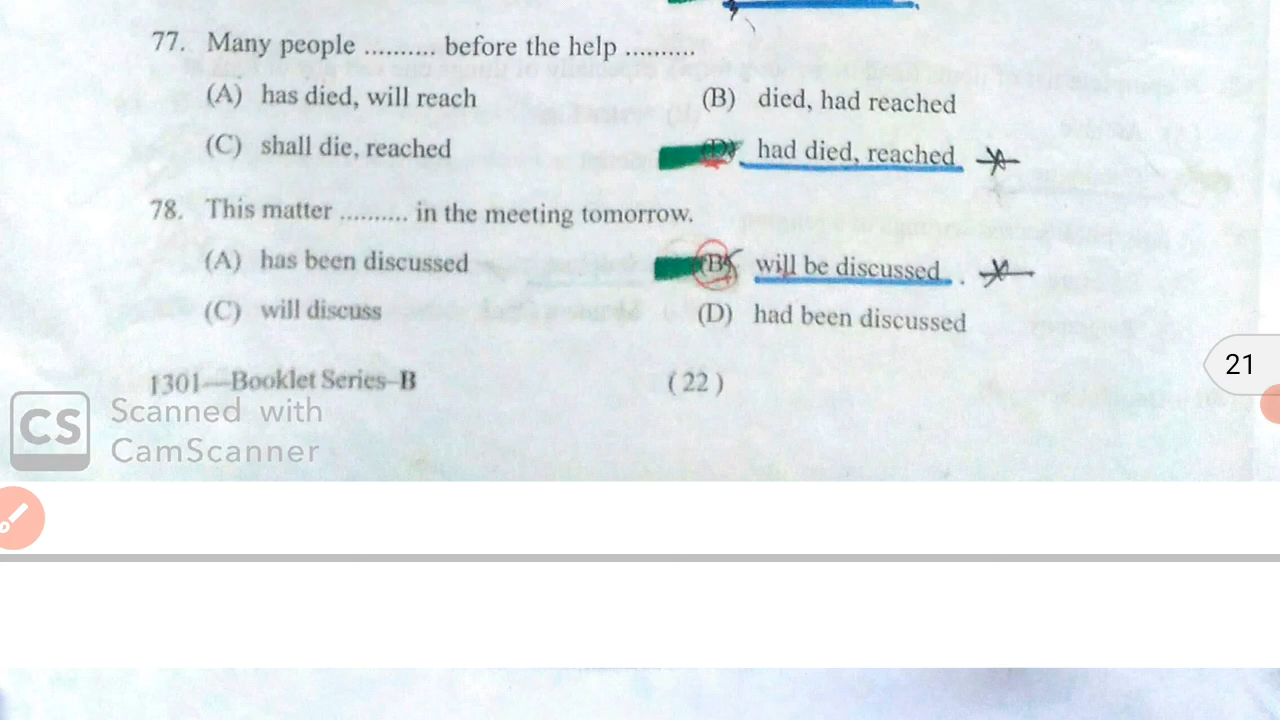 77. Many people .......... before the help ..........
(A) has died, will reach (B) died, had reached
(C) shall die, reached (D) had died, reached
78. This matter .......... in the meeting tomorrow.
(A) has been discussed (B) will be discussed
(C) will discuss (D) had been discussed
1301—Booklet Series-B (22)
21
CS Scanned with
CamScanner